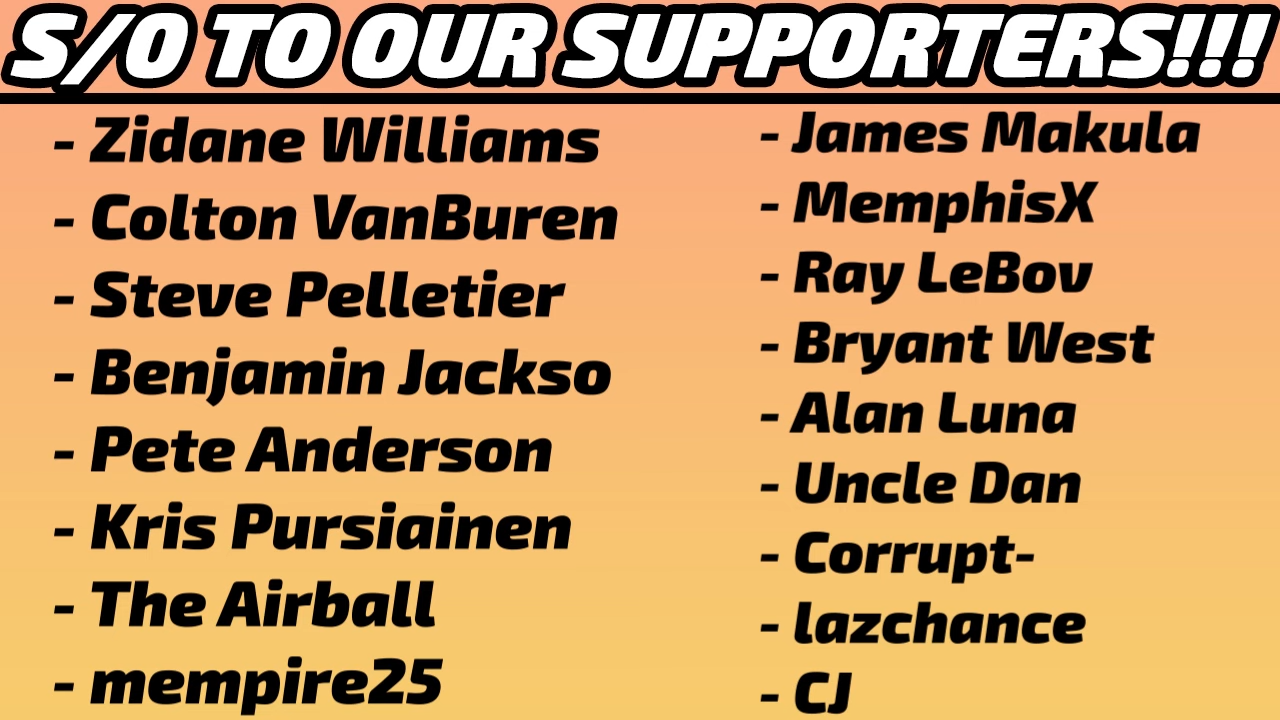 S/O TO OUR SUPPORTERS!!!
- Zidane Williams
- Colton VanBuren
- Steve Pelletier
- Benjamin Jackso
- Pete Anderson
- Kris Pursiainen
- The Airball
- mempire25
- James Makula
- MemphisX
- Ray LeBov
- Bryant West
- Alan Luna
- Uncle Dan
- Corrupt-
- lazchance
- CJ